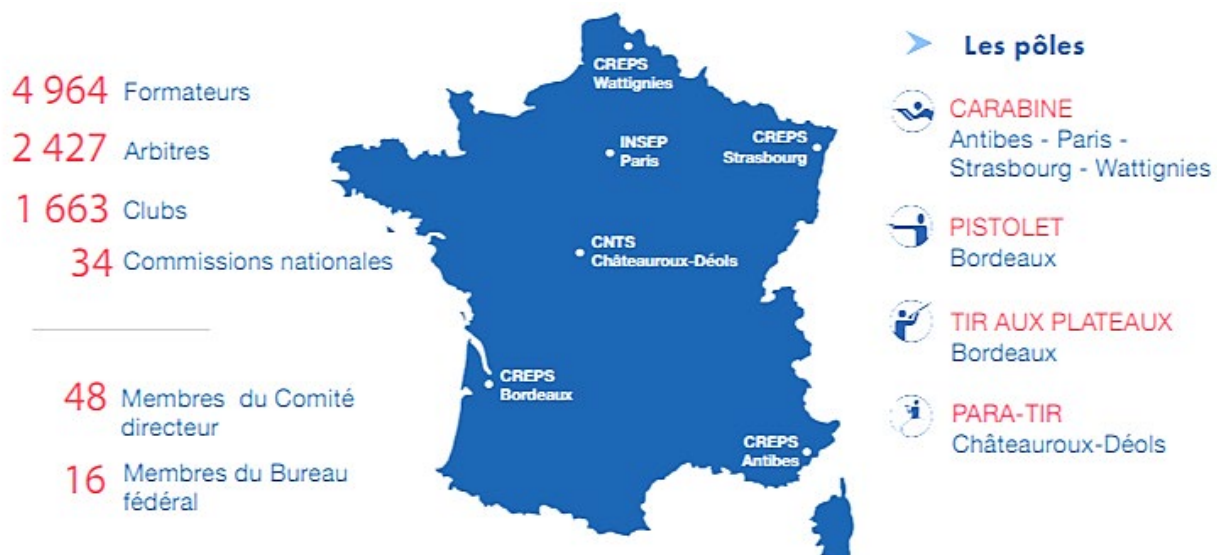 4 964 Formateurs
2 427 Arbitres
1 663 Clubs
34 Commissions nationales
48 Membres du Comité
directeur
16 Membres du Bureau
fédéral
CREPS
Wattignies
INSEP
Paris
CREPS
Strasbourg
CNTS
Châteauroux-Déols
CREPS
Bordeaux
CREPS
Antibes
Les pôles
CARABINE
Antibes - Paris -
Strasbourg - Wattignies
PISTOLET
Bordeaux
TIR AUX PLATEAUX
Bordeaux
PARA-TIR
Châteauroux-Déols